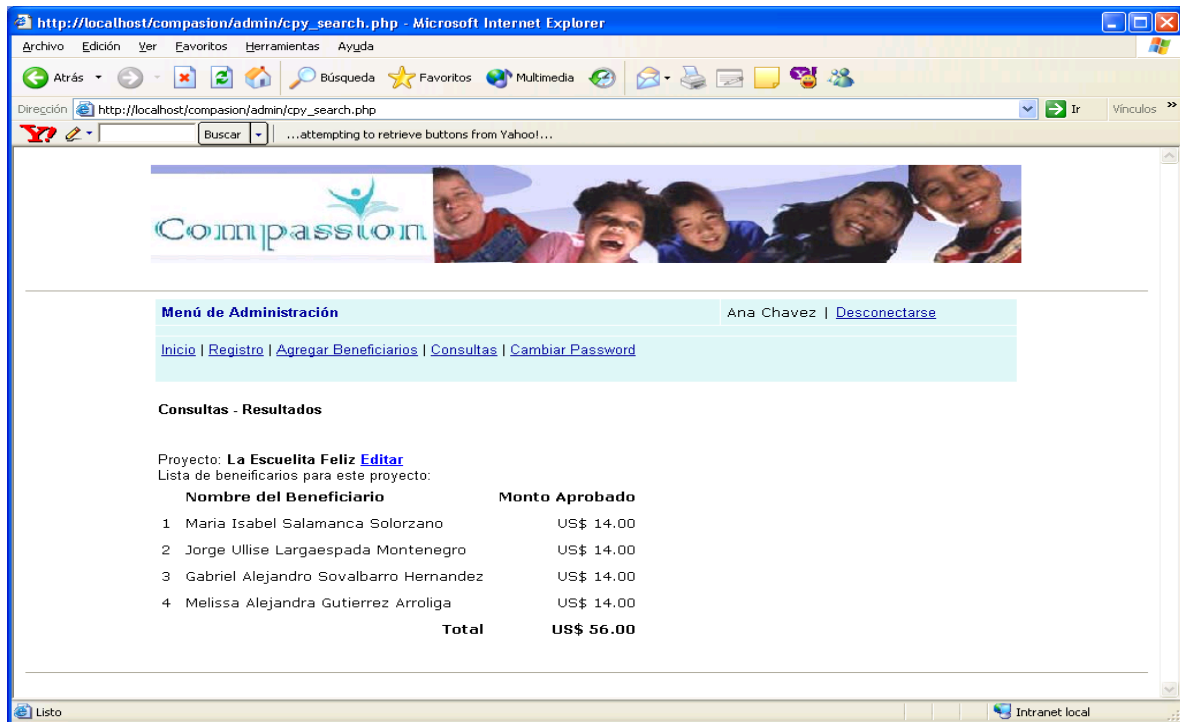 http://localhost/compasion/admin/cpy_search.php - Microsoft Internet Explorer
Archivo Edición Ver Favoritos Herramientas Ayuda
Atrás Búsqueda Favoritos Multimedia
Dirección http://localhost/compasion/admin/cpy_search.php Ir Vínculos »
Y! Buscar ...attempting to retrieve buttons from Yahoo!...
Compassion
Menú de Administración Ana Chavez | Desconectarse
Inicio | Registro | Agregar Beneficiarios | Consultas | Cambiar Password
Consultas - Resultados
Proyecto: La Escuelita Feliz Editar
Lista de beneificarios para este proyecto:
Nombre del Beneficiario Monto Aprobado
1 Maria Isabel Salamanca Solorzano US$ 14.00
2 Jorge Ullise Largaespada Montenegro US$ 14.00
3 Gabriel Alejandro Sovalbarro Hernandez US$ 14.00
4 Melissa Alejandra Gutierrez Arroliga US$ 14.00
Total US$ 56.00
Listo Intranet local